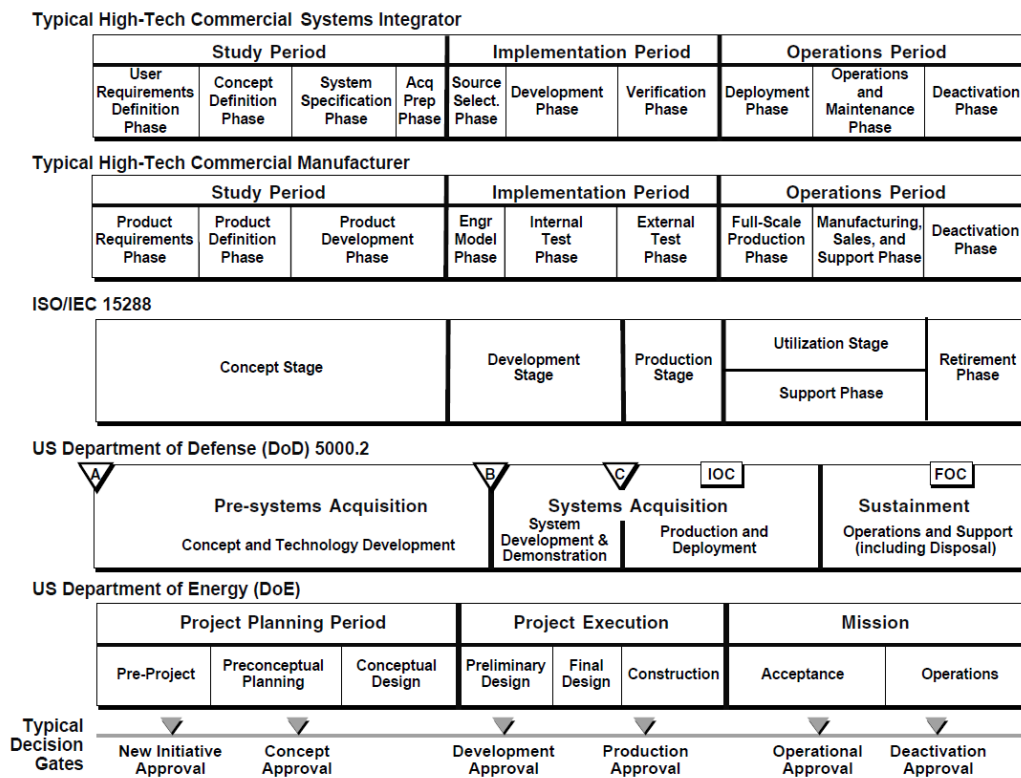 Typical High-Tech Commercial Systems Integrator
Study Period
Implementation Period
Operations Period
User
Requirements
Definition
Phase
Concept
Definition
Phase
System
Specification
Phase
Acq
Prep
Phase
Source
Select.
Phase
Development
Phase
Verification
Phase
Deployment
Phase
Operations
and
Maintenance
Phase
Deactivation
Phase
Typical High-Tech Commercial Manufacturer
Study Period
Implementation Period
Operations Period
Product
Requirements
Phase
Product
Definition
Phase
Product
Development
Phase
Engr
Model
Phase
Internal
Test
Phase
External
Test
Phase
Full-Scale
Production
Phase
Manufacturing,
Sales, and
Support Phase
Deactivation
Phase
ISO/IEC 15288
Concept Stage
Development
Stage
Production
Stage
Utilization Stage
Support Phase
Retirement
Phase
US Department of Defense (DoD) 5000.2
A
B
C
IOC
FOC
Pre-systems Acquisition
Concept and Technology Development
Systems Acquisition
System
Development &
Demonstration
Production and
Deployment
Sustainment
Operations and Support
(including Disposal)
US Department of Energy (DoE)
Project Planning Period
Project Execution
Mission
Pre-Project
Preconceptual
Planning
Conceptual
Design
Preliminary
Design
Final
Design
Construction
Acceptance
Operations
Typical
Decision
Gates
New Initiative
Approval
Concept
Approval
Development
Approval
Production
Approval
Operational
Approval
Deactivation
Approval